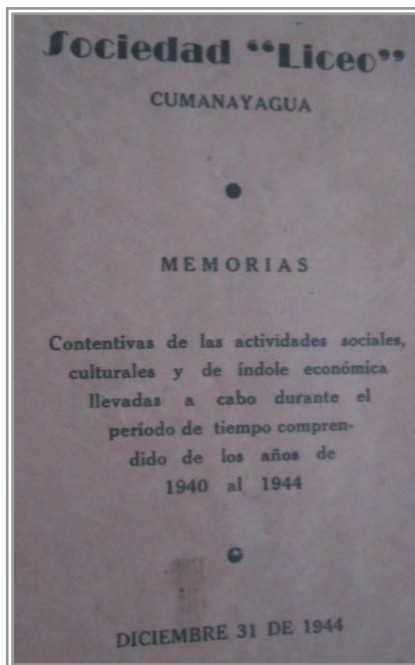 Sociedad “Liceo”
CUMANAYAGUA
MEMORIAS
Contentivas de las actividades sociales,
culturales y de índole económica
llevadas a cabo durante el
período de tiempo compren-
dido de los años de
1940 al 1944
DICIEMBRE 31 DE 1944